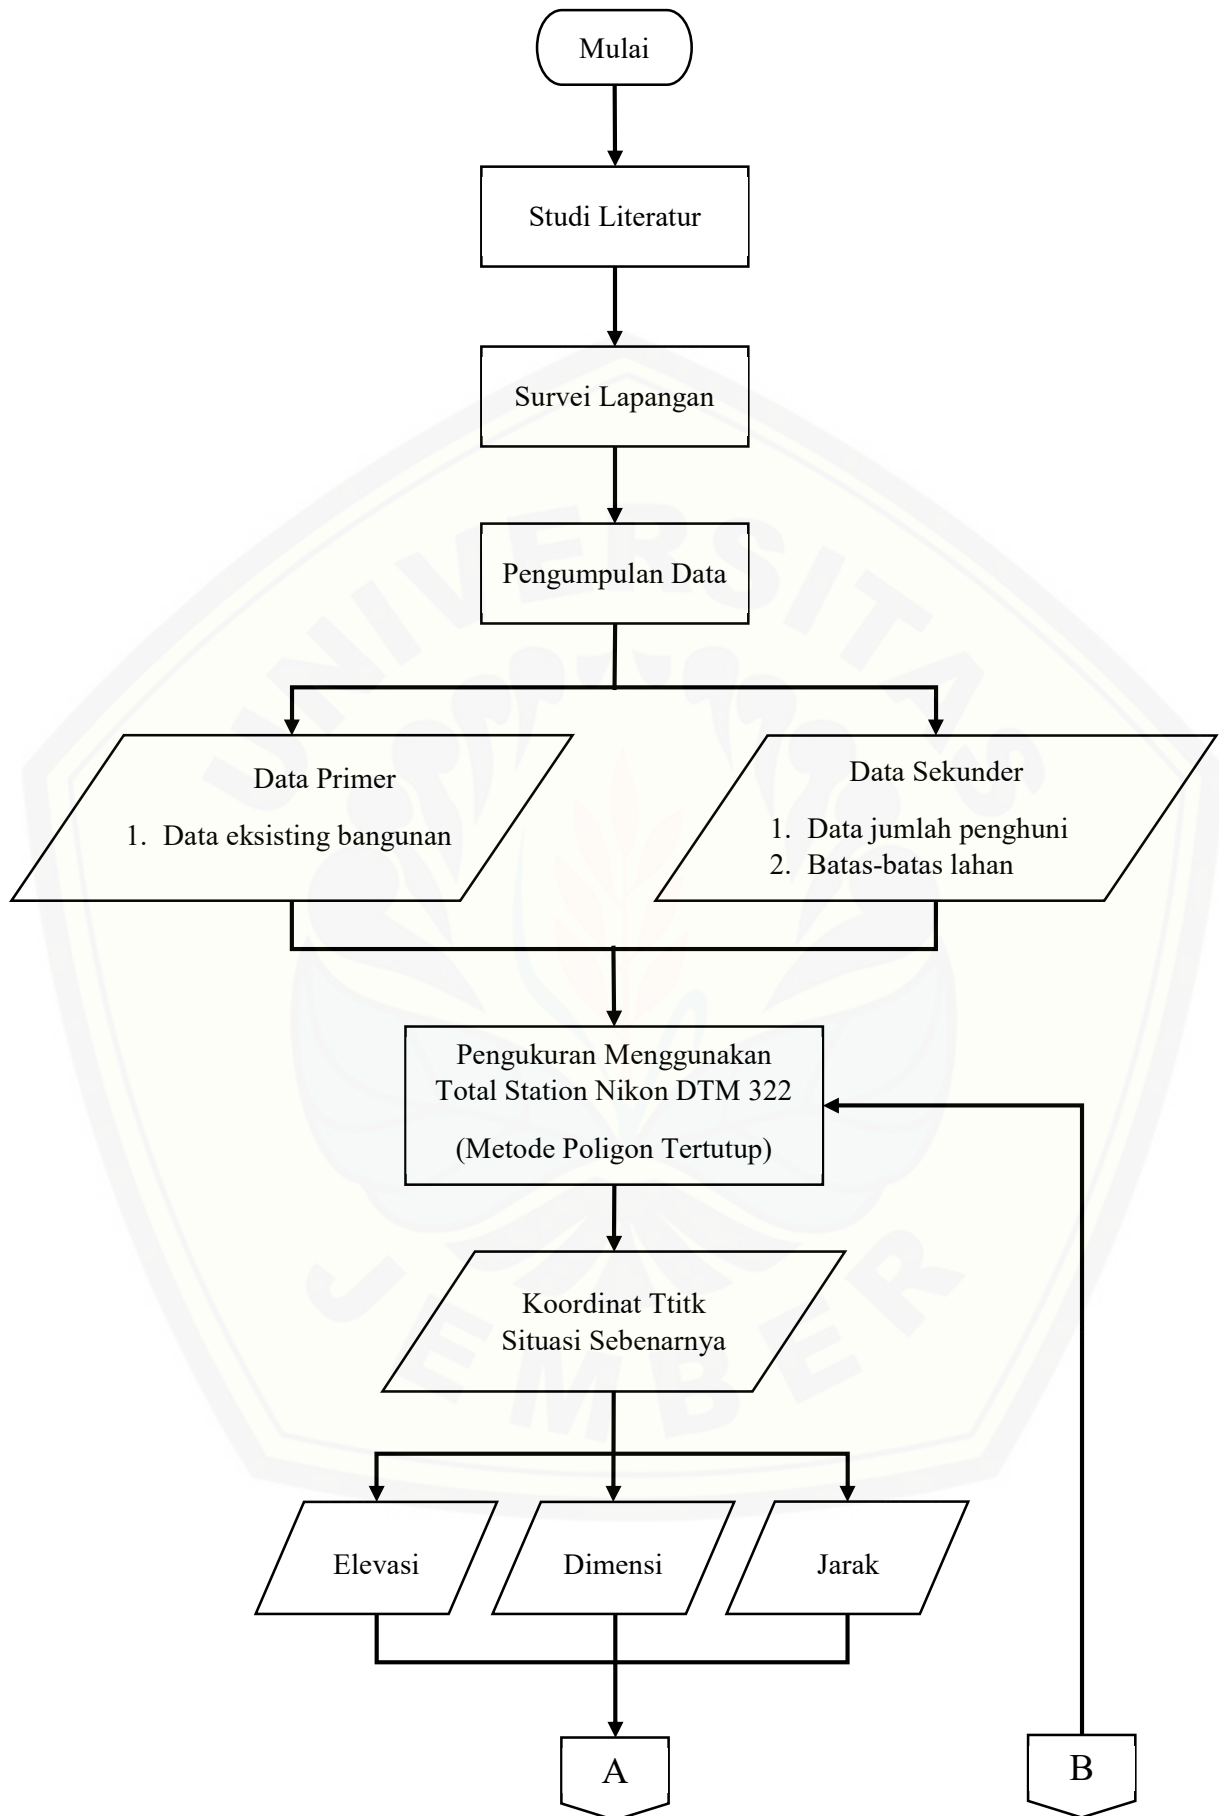 Mulai
Studi Literatur
Survei Lapangan
Pengumpulan Data
Data Primer
1. Data eksisting bangunan
Data Sekunder
1. Data jumlah penghuni
2. Batas-batas lahan
Pengukuran Menggunakan
Total Station Nikon DTM 322
(Metode Poligon Tertutup)
Koordinat Ttitk
Situasi Sebenarnya
Elevasi
Dimensi
Jarak
A
B
UNIVERSITAS
JEMBER